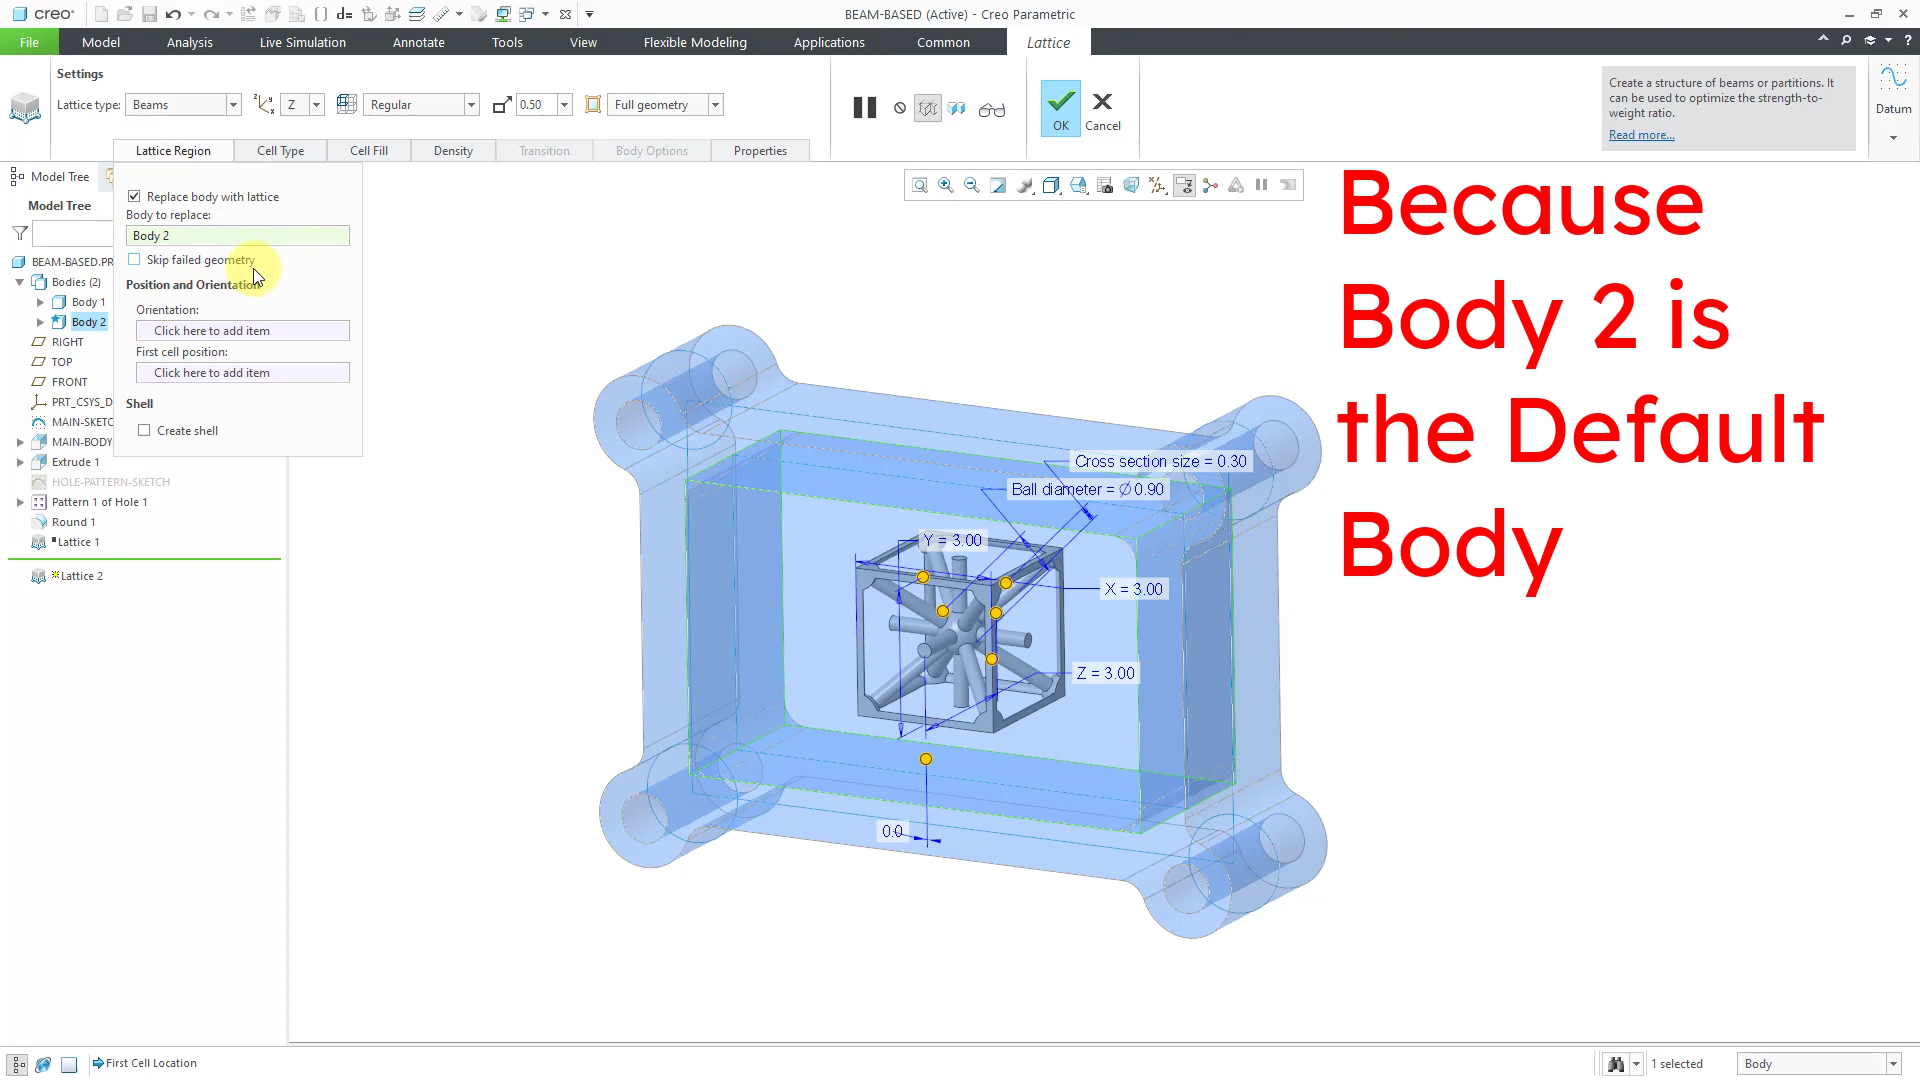 creo
BEAM-BASED (Active) - Creo Parametric
File
Model
Analysis
Live Simulation
Annotate
Tools
View
Flexible Modeling
Applications
Common
Lattice
Settings
Lattice type:
Beams
Z
Regular
0.50
Full geometry
OK
Cancel
Create a structure of beams or partitions. It
can be used to optimize the strength-to-
weight ratio.
Read more...
Datum
Lattice Region
Cell Type
Cell Fill
Density
Transition
Body Options
Properties
Model Tree
Model Tree
Replace body with lattice
Body to replace:
Body 2
Skip failed geometry
Position and Orientation
Orientation:
Click here to add item
First cell position:
Click here to add item
Shell
Create shell
BEAM-BASED.PR
Bodies (2)
Body 1
Body 2
RIGHT
TOP
FRONT
PRT_CSYS_D
MAIN-SKETC
MAIN-BODY
Extrude 1
HOLE-PATTERN-SKETCH
Pattern 1 of Hole 1
Round 1
Lattice 1
Lattice 2
Cross section size = 0.30
Ball diameter = ∅0.90
Y = 3.00
X = 3.00
Z = 3.00
0.0
Because
Body 2 is
the Default
Body
First Cell Location
1 selected
Body